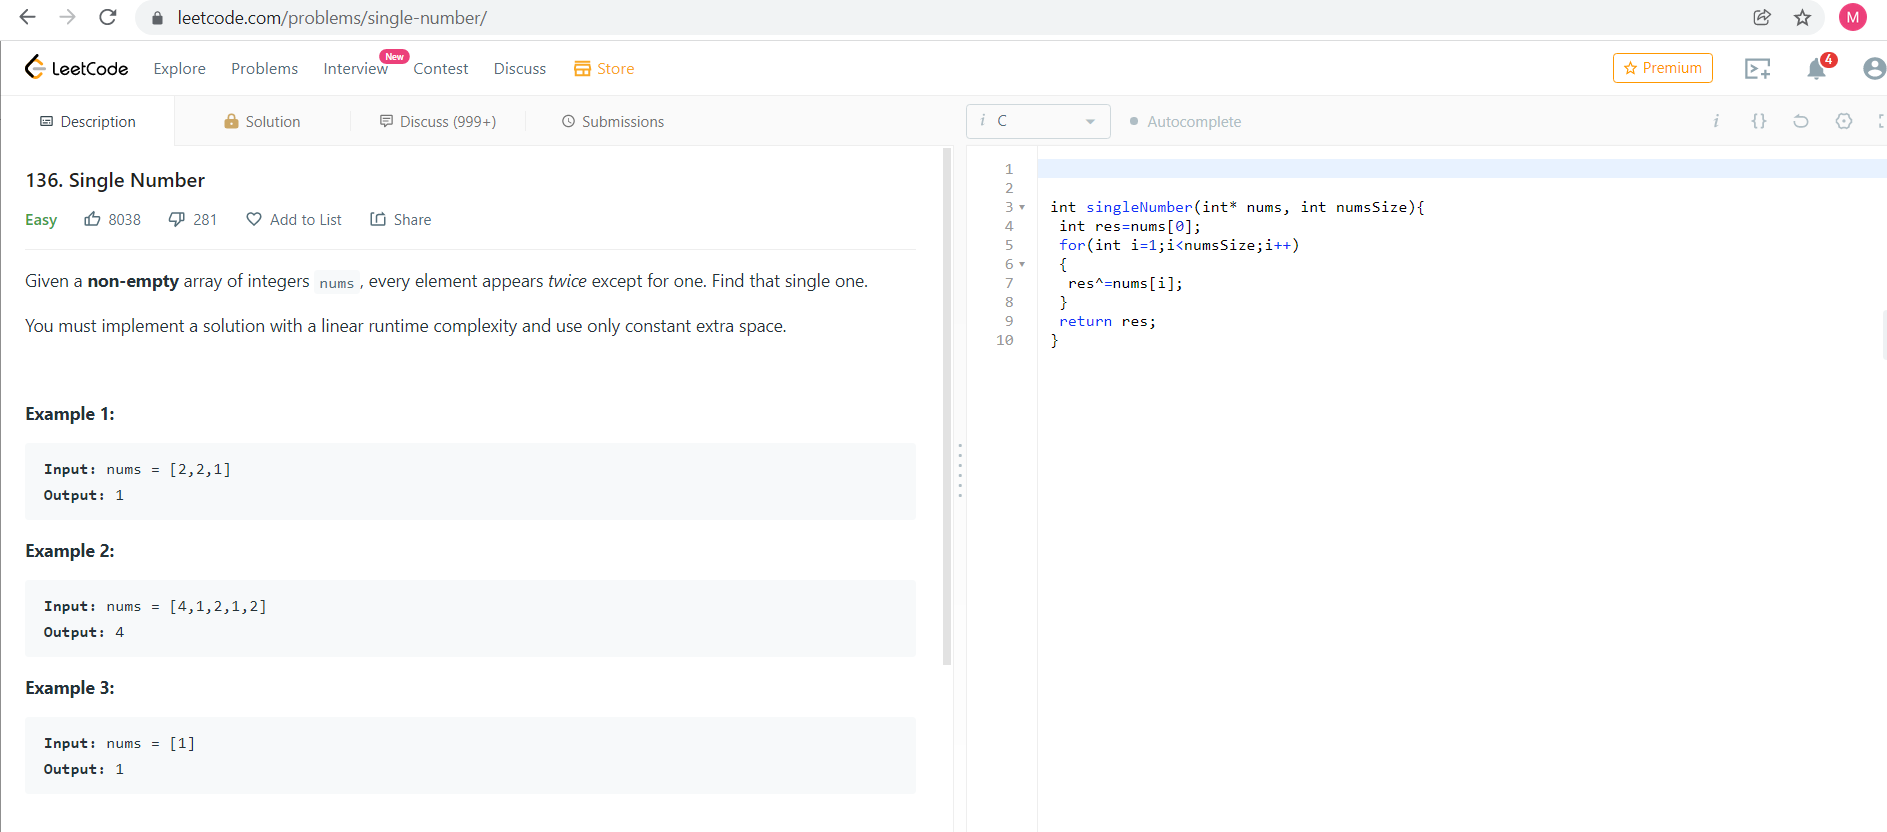 leetcode.com/problems/single-number/
M
LeetCode Explore Problems Interview New Contest Discuss Store Premium 4
Description Solution Discuss (999+) Submissions
136. Single Number
Easy 8038 281 Add to List Share
Given a non-empty array of integers nums , every element appears twice except for one. Find that single one.
You must implement a solution with a linear runtime complexity and use only constant extra space.
Example 1:
Input: nums = [2,2,1]
Output: 1
Example 2:
Input: nums = [4,1,2,1,2]
Output: 4
Example 3:
Input: nums = [1]
Output: 1
i C Autocomplete i {}
1
2
3 int singleNumber(int* nums, int numsSize){
4 int res=nums[0];
5 for(int i=1;i<numsSize;i++)
6 {
7 res^=nums[i];
8 }
9 return res;
10 }